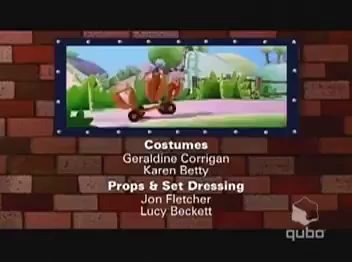 Costumes
Geraldine Corrigan
Karen Betty
Props & Set Dressing
Jon Fletcher
Lucy Beckett
qubo